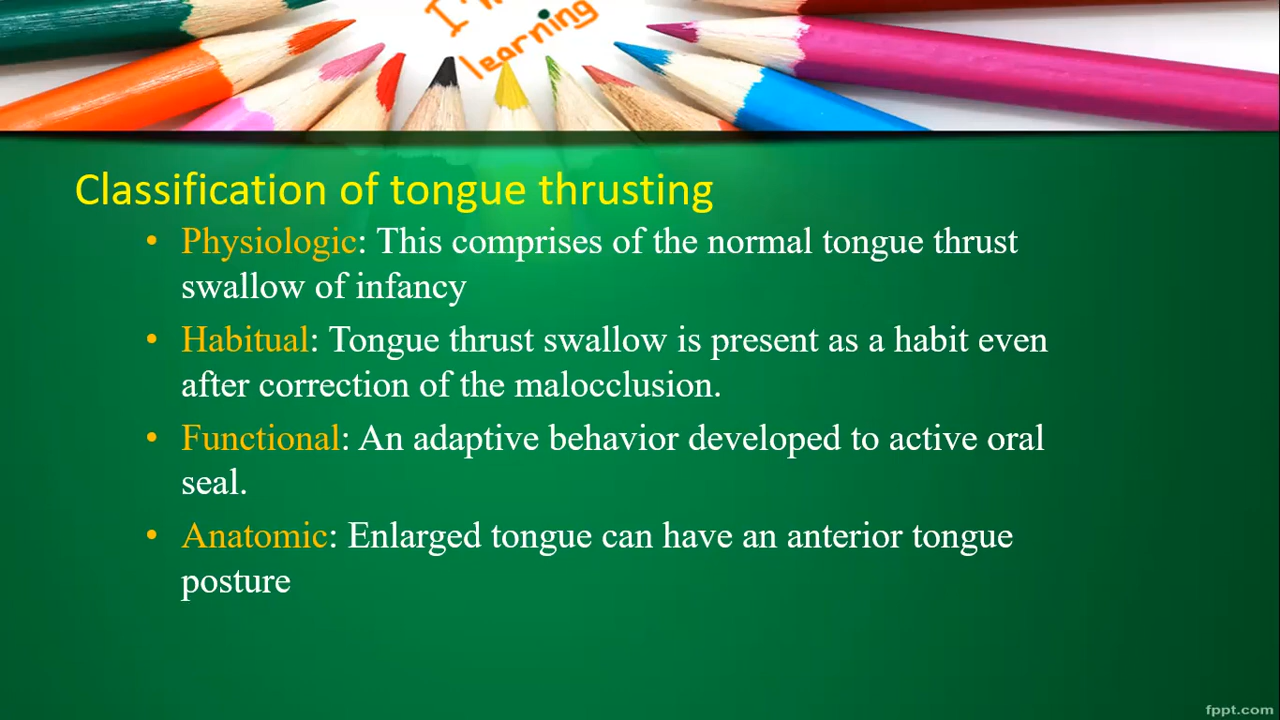 learning
Classification of tongue thrusting
• Physiologic: This comprises of the normal tongue thrust
swallow of infancy
• Habitual: Tongue thrust swallow is present as a habit even
after correction of the malocclusion.
• Functional: An adaptive behavior developed to active oral
seal.
• Anatomic: Enlarged tongue can have an anterior tongue
posture
fppt.com